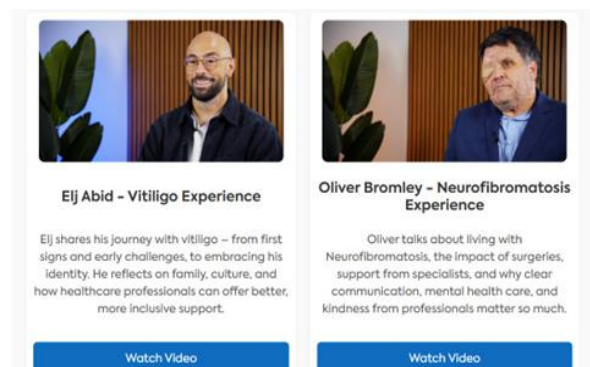 Elj Abid - Vitiligo Experience
Elj shares his journey with vitiligo – from first
signs and early challenges, to embracing his
identity. He reflects on family, culture, and
how healthcare professionals can offer better,
more inclusive support.
Watch Video
Oliver Bromley - Neurofibromatosis
Experience
Oliver talks about living with
Neurofibromatosis, the impact of surgeries,
support from specialists, and why clear
communication, mental health care, and
kindness from professionals matter so much.
Watch Video